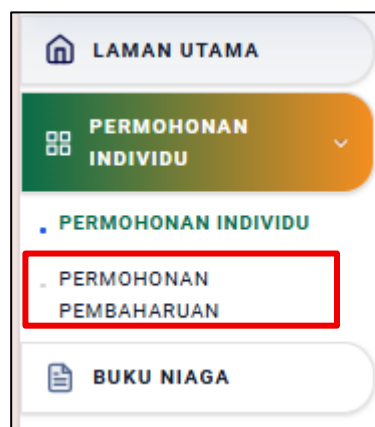 LAMAN UTAMA
PERMOHONAN
INDIVIDU
PERMOHONAN INDIVIDU
PERMOHONAN
PEMBAHARUAN
BUKU NIAGA